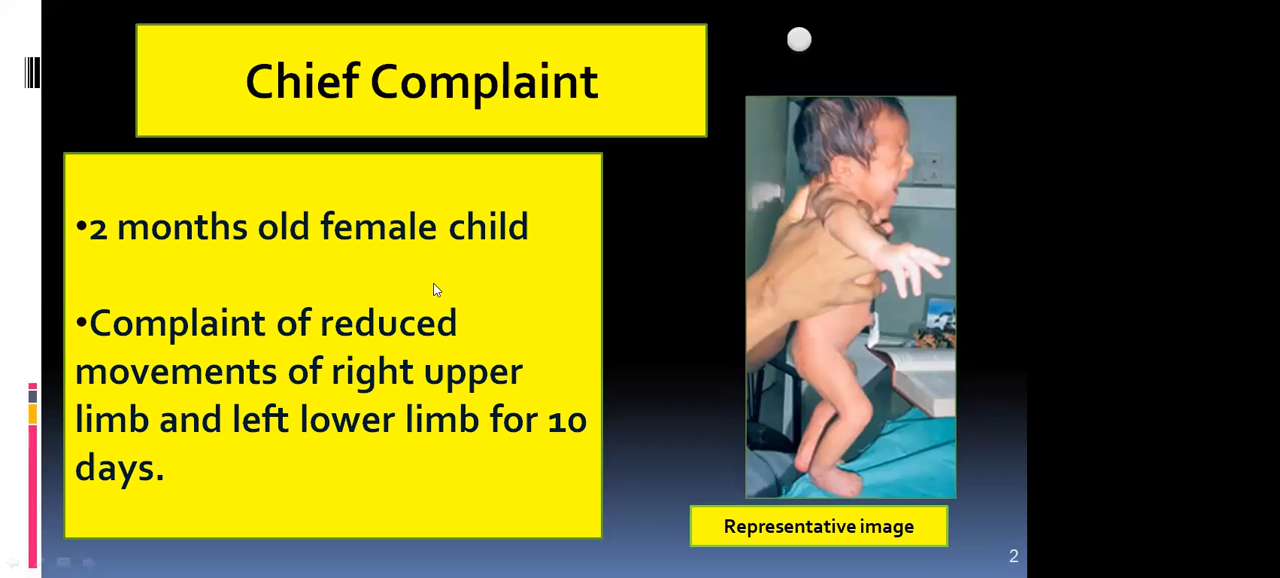 Chief Complaint
•2 months old female child
•Complaint of reduced
movements of right upper
limb and left lower limb for 10
days.
Representative image
2